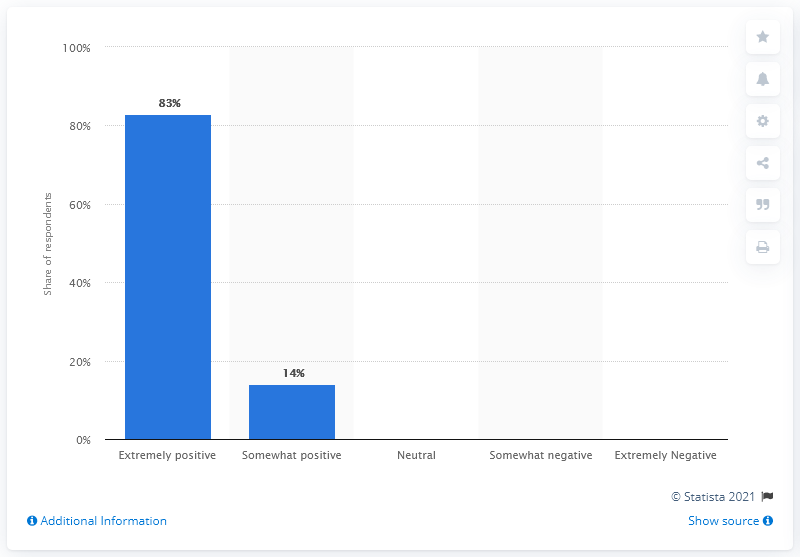 100%
83%
80%
60%
Share of respondents
40%
20%
14%
0%
Extremely positive
Somewhat positive
Neutral
Somewhat negative
Extremely Negative
© Statista 2021
Additional Information
Show source